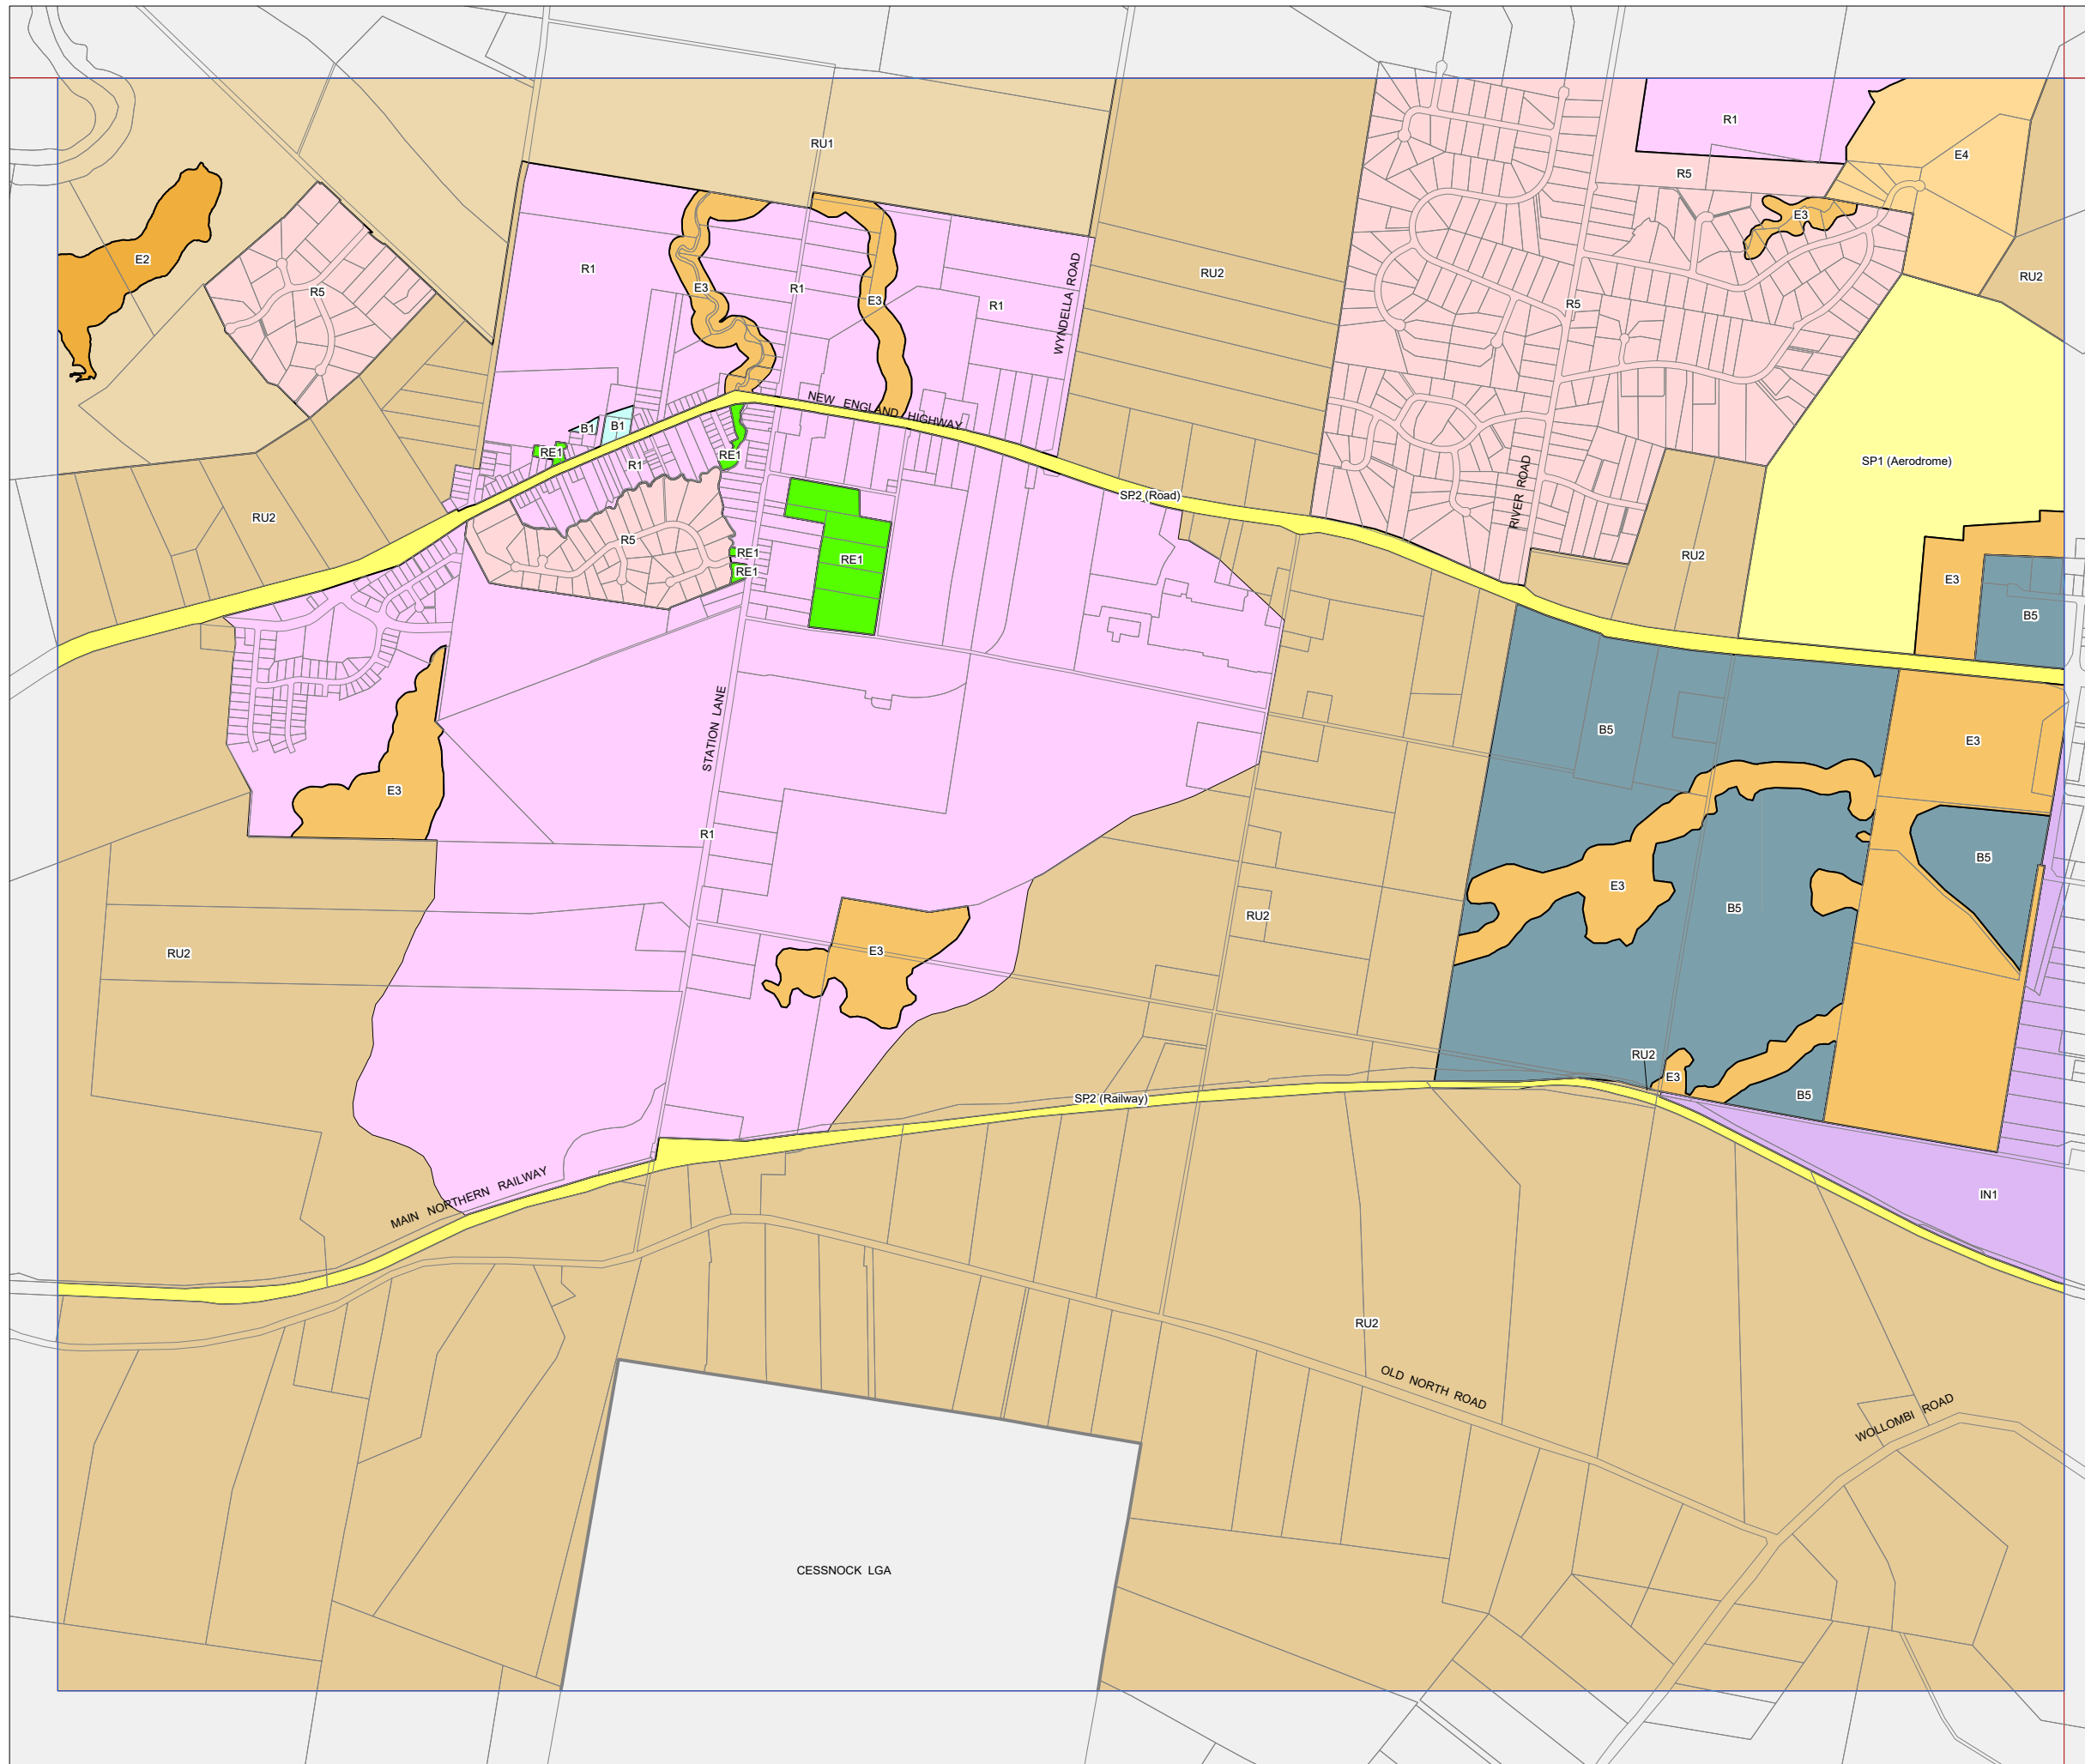 RU1
R1
E4
R5
E3
E2
R5
R1
E3
R1
E3
R1
WYNDELLA ROAD
RU2
R5
RU2
NEW ENGLAND HIGHWAY
B1
B1
RE1
R1
RE1
SP1 (Aerodrome)
SP2 (Road)
RIVER ROAD
RU2
R5
RE1
RE1
RE1
RU2
E3
B5
STATION LANE
B5
E3
E3
R1
B5
E3
B5
RU2
RU2
E3
RU2
E3
B5
SP2 (Railway)
MAIN NORTHERN RAILWAY
IN1
RU2
OLD NORTH ROAD
WOLLOMBI ROAD
CESSNOCK LGA